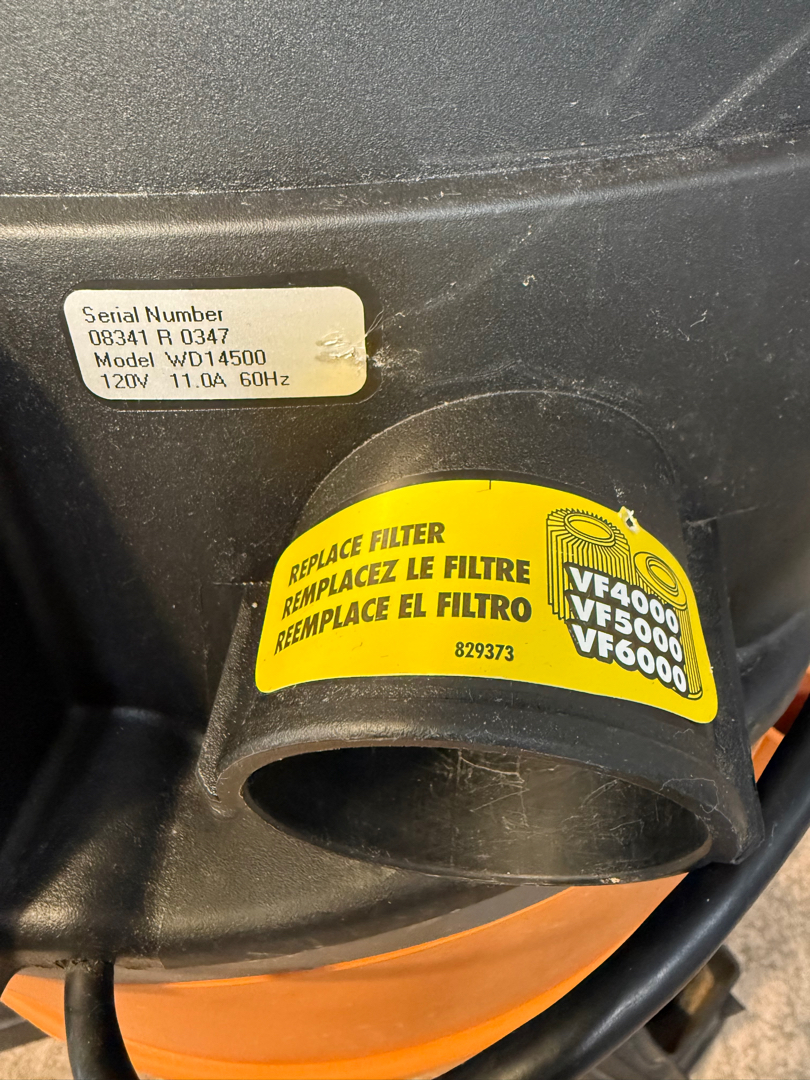 Serial Number
08341 R 0347
Model WD14500
120V 11.0A 60Hz
REPLACE FILTER
REMPLACEZ LE FILTRE
REEMPLACE EL FILTRO
829373
VF4000
VF5000
VF6000